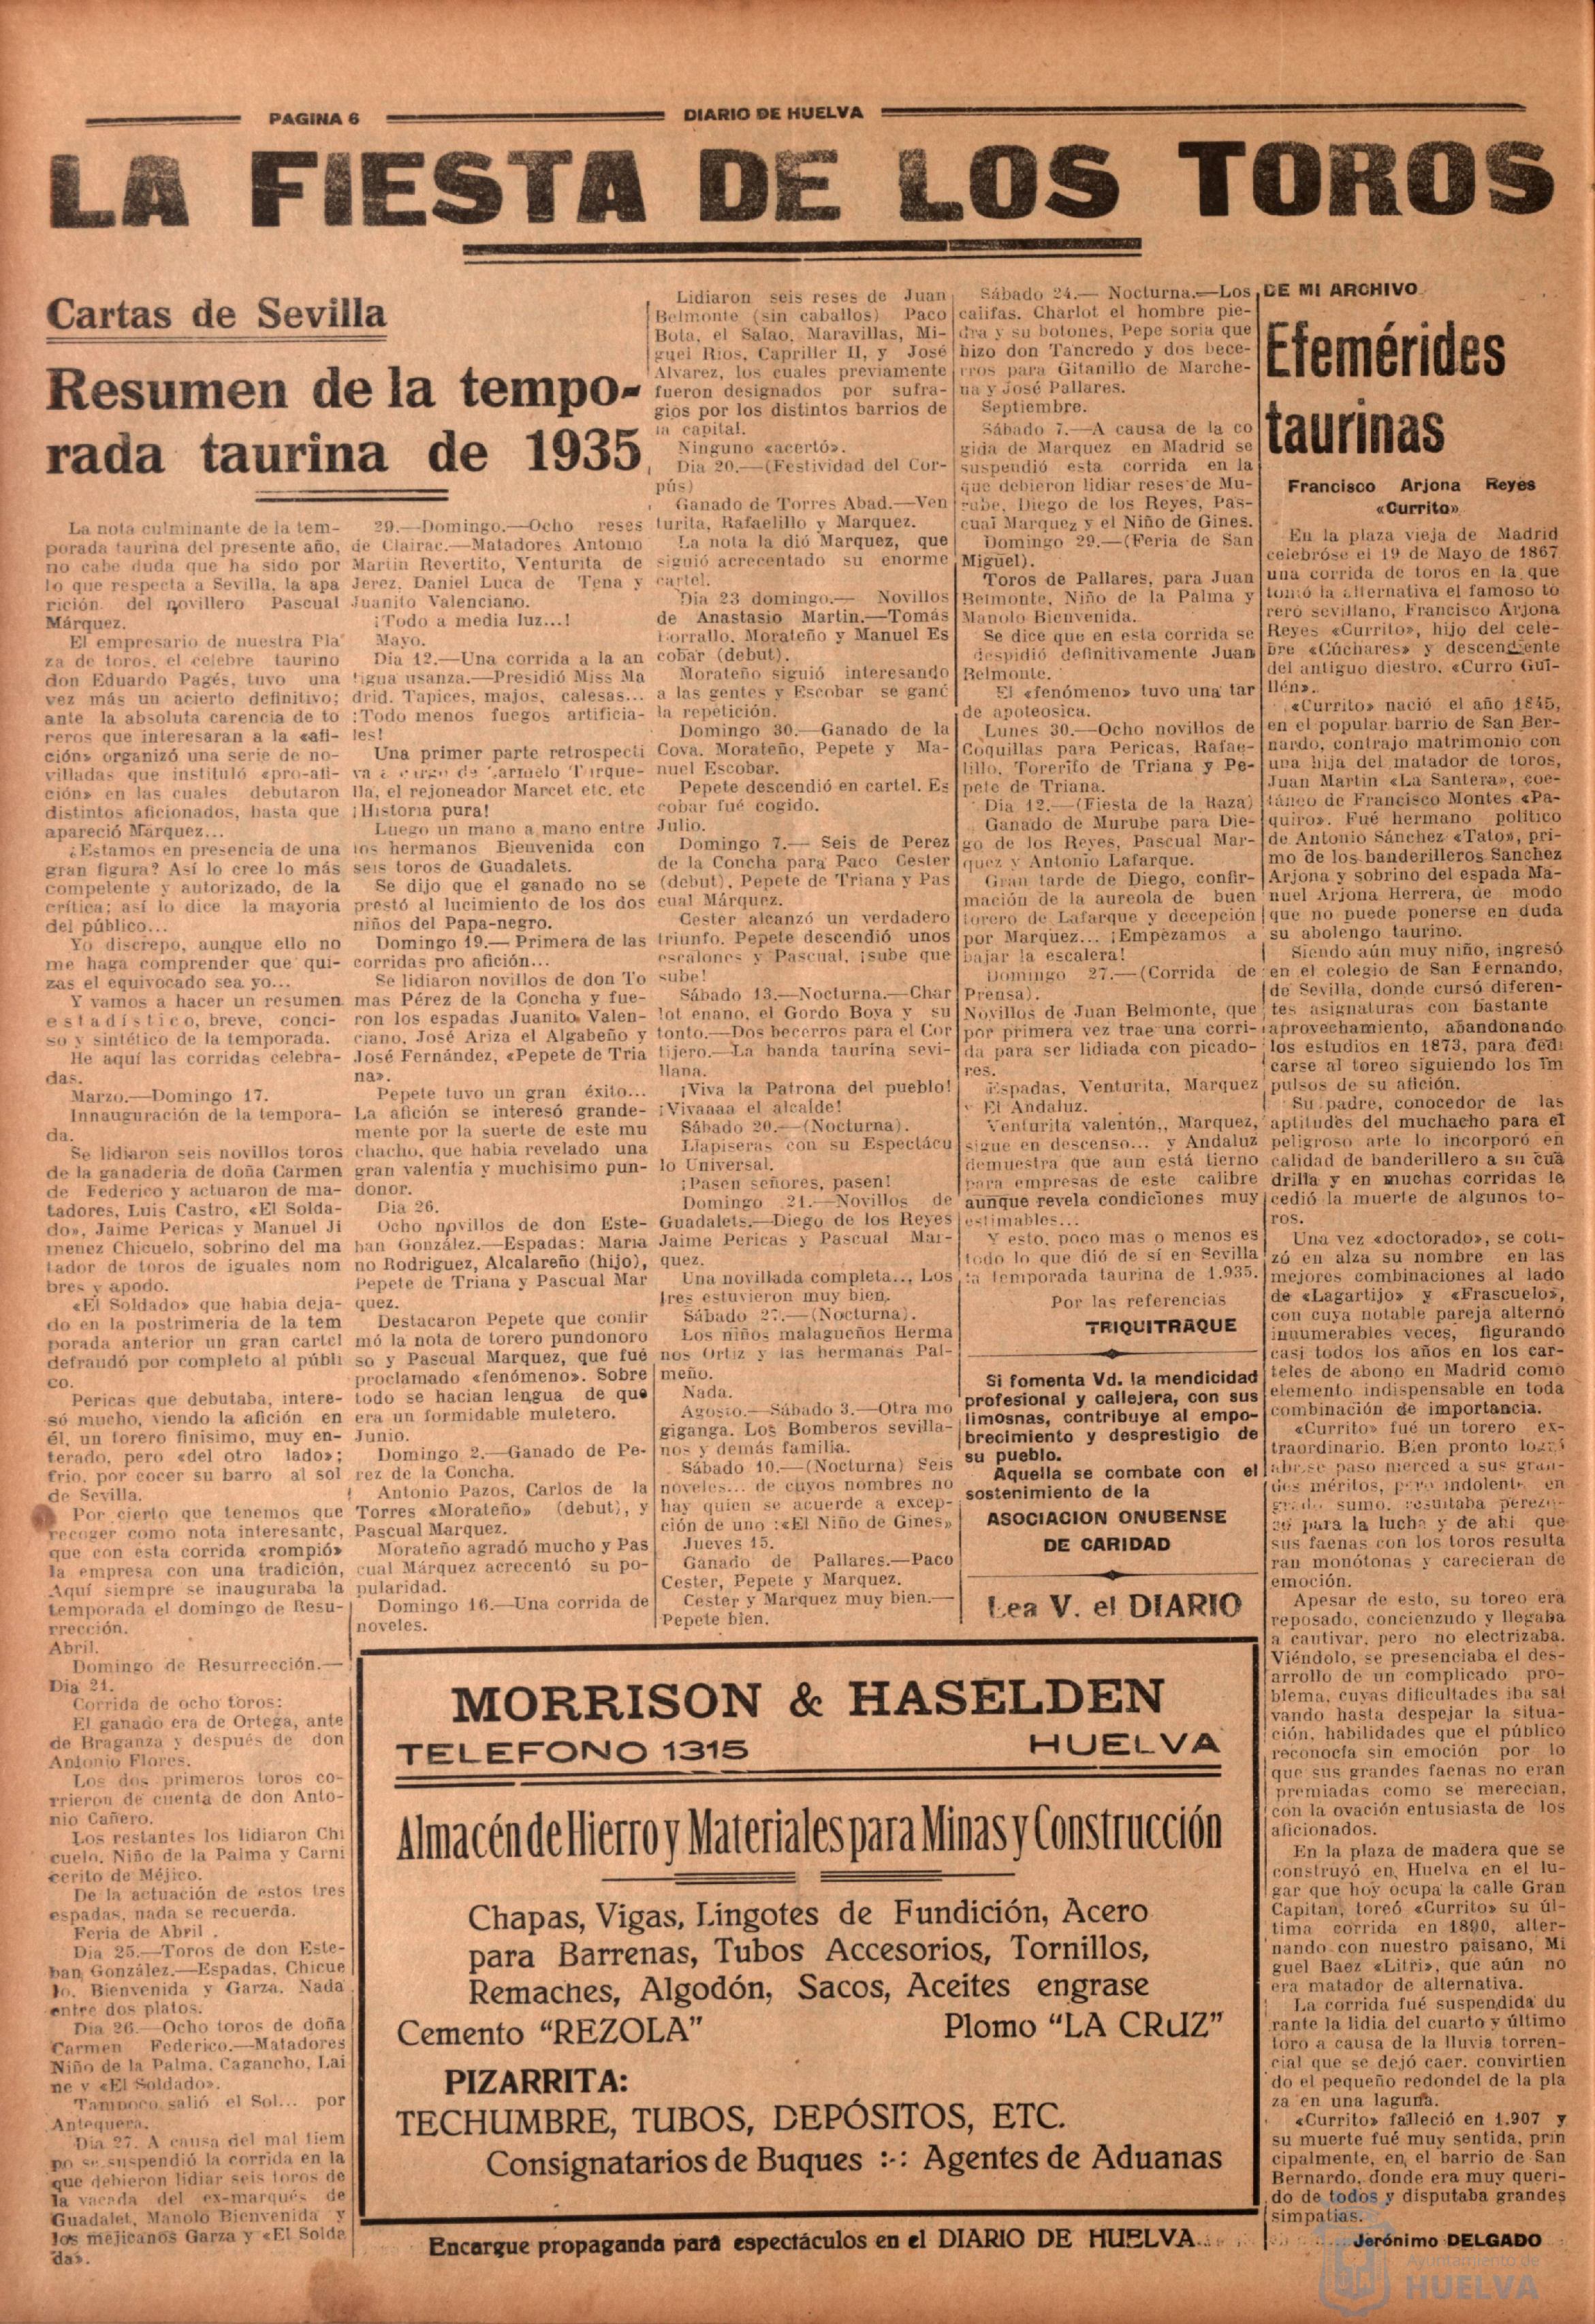 PAGINA 6
DIARIO DE HUELVA
LA FIESTA DE LOS TOROS
Cartas de Sevilla
Resumen de la tempo-
rada taurina de 1935
La nota culminante de la tem-
porada taurina del presente año,
no cabe duda que ha sido por
lo que respecta a Sevilla, la apa
rición del novillero Pascual
Márquez.
El empresario de nuestra Pla
za de toros, el celebre taurino
don Eduardo Pagés, tuvo una
vez más un acierto definitivo;
ante la absoluta carencia de to
reros que interesaran a la «afi-
ción» organizó una serie de no-
villadas que instituló «pro-afi-
ción» en las cuales debutaron
distintos aficionados, hasta que
apareció Márquez...
¿Estamos en presencia de una
gran figura? Así lo cree lo más
competente y autorizado, de la
crítica; así lo dice la mayoria
del público...
Yo discrepo, aunque ello no
me haga comprender que qui-
zas el equivocado sea yo...
Y vamos a hacer un resumen
estadístico, breve, conci-
so y sintético de la temporada.
He aquí las corridas celebra-
das.
Marzo.—Domingo 17.
Innauguración de la tempora-
da.
Se lidiaron seis novillos toros
de la ganaderia de doña Carmen
de Federico y actuaron de ma-
tadores, Luis Castro, «El Solda-
do», Jaime Pericas y Manuel Ji
menez Chicuelo, sobrino del ma
tador de toros de iguales nom
bres y apodo.
«El Soldado» que habia deja-
do en la postrimeria de la tem
porada anterior un gran cartel
defraudó por completo al públi
co.
Pericas que debutaba, intere-
só mucho, viendo la afición en
él, un torero finisimo, muy en-
terado, pero «del otro lado»;
frio, por cocer su barro al sol
de Sevilla.
Por cierto que tenemos que
recoger como nota interesante,
que con esta corrida «rompió»
la empresa con una tradición,
Aquí siempre se inauguraba la
temporada el domingo de Resu-
rrección.
Abril.
Domingo de Resurrección.—
Dia 21.
Corrida de ocho toros:
El ganado era de Ortega, ante
de Braganza y después de don
Antonio Flores.
Los dos primeros toros co-
rrieron de cuenta de don Anto-
nio Cañero.
Los restantes los lidiaron Chi
cuelo, Niño de la Palma y Carni
cerito de Méjico.
De la actuación de estos tres
espadas, nada se recuerda.
Feria de Abril .
Dia 25.—Toros de don Este-
ban González.—Espadas, Chicue
lo, Bienvenida y Garza. Nada
entre dos platos.
Dia 26.—Ocho toros de doña
Carmen Federico.—Matadores
Niño de la Palma, Cagancho, Lai
ne y «El Soldado».
Tampoco salió el Sol... por
Antequera.
Dia 27. A causa del mal tiem
po se suspendió la corrida en la
que debieron lidiar seis toros de
la vacada del ex-marqués de
Guadalet, Manolo Bienvenida y
los mejicanos Garza y «El Solde
da».
29.—Domingo.—Ocho reses
de Clairac.—Matadores Antonio
Martin Revertito, Venturita de
Jerez, Daniel Luca de Tena y
Juanito Valenciano.
¡Todo a media luz...!
Mayo.
Dia 12.—Una corrida a la an
tigua usanza.—Presidió Miss Ma
drid. Tapices, majos, calesas...
¡Todo menos fuegos artificia-
les!
Una primer parte retrospecti
va a cargo de Carmelo Turque-
lla, el rejoneador Marcet etc. etc
¡Historia pura!
Luego un mano a mano entre
los hermanos Bienvenida con
seis toros de Guadalets.
Se dijo que el ganado no se
prestó al lucimiento de los dos
niños del Papa-negro.
Domingo 19.— Primera de las
corridas pro afición...
Se lidiaron novillos de don To
mas Pérez de la Concha y fue-
ron los espadas Juanito Valen-
ciano, José Ariza el Algabeño y
José Fernández, «Pepete de Tria
na».
Pepete tuvo un gran éxito...
La afición se interesó grande-
mente por la suerte de este mu
chacho, que habia revelado una
gran valentia y muchisimo pun-
donor.
Dia 26.
Ocho novillos de don Este-
ban González.—Espadas: Maria
no Rodriguez, Alcalareño (hijo),
Pepete de Triana y Pascual Mar
quez.
Destacaron Pepete que confir
mó la nota de torero pundonoro
so y Pascual Marquez, que fué
proclamado «fenómeno». Sobre
todo se hacian lengua de que
era un formidable muletero.
Junio.
Domingo 2.—Ganado de Pe-
rez de la Concha.
Antonio Pazos, Carlos de la
Torres «Morateño» (debut), y
Pascual Marquez.
Morateño agradó mucho y Pas
cual Márquez acrecentó su po-
pularidad.
Domingo 16.—Una corrida de
noveles.
Lidiaron seis reses de Juan
Belmonte (sin caballos) Paco
Bota, el Salao, Maravillas, Mi-
guel Rios, Capriller II, y José
Alvarez, los cuales previamente
fueron designados por sufra-
gios por los distintos barrios de
la capital.
Ninguno «acertó».
Dia 20.—(Festividad del Cor-
pús)
Ganado de Torres Abad.—Ven
turita, Rafaelillo y Marquez.
La nota la dió Marquez, que
siguió acrecentado su enorme
cartel.
Dia 23 domingo.— Novillos
de Anastasio Martin.—Tomás
Borrallo, Morateño y Manuel Es
cobar (debut).
Morateño siguió interesando
a las gentes y Escobar se ganó
la repetición.
Domingo 30.—Ganado de la
Cova. Morateño, Pepete y Ma-
nuel Escobar.
Pepete descendió en cartel. Es
cobar fué cogido.
Julio.
Domingo 7.— Seis de Perez
de la Concha para Paco Cester
(debut), Pepete de Triana y Pas
cual Márquez.
Cester alcanzó un verdadero
triunfo. Pepete descendió unos
escalones y Pascual, ¡sube que
sube!
Sábado 13.—Nocturna.—Char
lot enano, el Gordo Boya y su
tonto.—Dos becerros para el Cor
tijero.—La banda taurina sevi-
llana.
¡Viva la Patrona del pueblo!
¡Vivaaaa el alcalde!
Sábado 20.—(Nocturna).
Llapiseras con su Espectácu
lo Universal.
¡Pasen señores, pasen!
Domingo 21.—Novillos de
Guadalets.—Diego de los Reyes
Jaime Pericas y Pascual Mar-
quez.
Una novillada completa... Los
tres estuvieron muy bien.
Sábado 27.—(Nocturna).
Los niños malagueños Herma
nos Ortiz y las hermanas Pal-
meño.
Nada.
Agosto.—Sábado 3.—Otra mo
giganga. Los Bomberos sevilla-
nos y demás familia.
Sábado 10.—(Nocturna) Seis
noveles... de cuyos nombres no
hay quien se acuerde a excep-
ción de uno :«El Niño de Gines»
Jueves 15.
Ganado de Pallares.—Paco
Cester, Pepete y Marquez.
Cester y Marquez muy bien.—
Pepete bien.
Sábado 24.— Nocturna.—Los
califas. Charlot el hombre pie-
dra y su botones, Pepe soria que
hizo don Tancredo y dos bece-
rros para Gitanillo de Marche-
na y José Pallares.
Septiembre.
Sábado 7.—A causa de la co
gida de Marquez en Madrid se
suspendió esta corrida en la
que debieron lidiar reses de Mu-
rube, Diego de los Reyes, Pas-
cual Marquez y el Niño de Gines.
Domingo 29.—(Feria de San
Miguel).
Toros de Pallares, para Juan
Belmonte, Niño de la Palma y
Manolo Bienvenida.
Se dice que en esta corrida se
despidió definitivamente Juan
Belmonte.
El «fenómeno» tuvo una tar
de apoteosica.
Lunes 30.—Ocho novillos de
Coquillas para Pericas, Rafae-
lillo, Torerito de Triana y Pe-
pete de Triana.
Dia 12.—(Fiesta de la Raza)
Ganado de Murube para Die-
go de los Reyes, Pascual Mar-
quez y Antonio Lafarque.
Gran tarde de Diego, confir-
mación de la aureola de buen
torero de Lafarque y decepción
por Marquez... ¡Empezamos a
bajar la escalera!
Domingo 27.—(Corrida de
Prensa).
Novillos de Juan Belmonte, que
por primera vez trae una corri-
da para ser lidiada con picado-
res.
Espadas, Venturita, Marquez
y El Andaluz.
Venturita valentón,, Marquez,
sigue en descenso... y Andaluz
demuestra que aun está tierno
para empresas de este calibre
aunque revela condiciones muy
estimables...
Y esto, poco mas o menos es
todo lo que dió de sí en Sevilla
la temporada taurina de 1.935.
Por las referencias
TRIQUITRAQUE
Si fomenta Vd. la mendicidad
profesional y callejera, con sus
limosnas, contribuye al empo-
brecimiento y desprestigio de
su pueblo.
Aquella se combate con el
sostenimiento de la
ASOCIACION ONUBENSE
DE CARIDAD
Lea V. el DIARIO
DE MI ARCHIVO
Efemérides
taurinas
Francisco Arjona Reyes
«Currito»
En la plaza vieja de Madrid
celebróse el 19 de Mayo de 1867
una corrida de toros en la que
tomó la alternativa el famoso to
rero sevillano, Francisco Arjona
Reyes «Currito», hijo del cele-
bre «Cúchares» y descendiente
del antiguo diestro, «Curro Gui-
llén».
«Currito» nació el año 1845,
en el popular barrio de San Ber-
nardo, contrajo matrimonio con
una hija del matador de toros,
Juan Martin «La Santera», coe-
táneo de Francisco Montes «Pa-
quiro». Fué hermano político
de Antonio Sánchez «Tato», pri-
mo de los banderilleros Sanchez
Arjona y sobrino del espada Ma-
nuel Arjona Herrera, de modo
que no puede ponerse en duda
su abolengo taurino.
Siendo aún muy niño, ingresó
en el colegio de San Fernando,
de Sevilla, donde cursó diferen-
tes asignaturas con bastante
aprovechamiento, abandonando
los estudios en 1873, para dedi
carse al toreo siguiendo los im
pulsos de su afición.
Su padre, conocedor de las
aptitudes del muchacho para el
peligroso arte lo incorporó en
calidad de banderillero a su cua
drilla y en muchas corridas le
cedió la muerte de algunos to-
ros.
Una vez «doctorado», se coti-
zó en alza su nombre en las
mejores combinaciones al lado
de «Lagartijo» y «Frascuelo»,
con cuya notable pareja alternó
innumerables veces, figurando
casi todos los años en los car-
teles de abono en Madrid como
elemento indispensable en toda
combinación de importancia.
«Currito» fué un torero ex-
traordinario. Bien pronto logró
abrise paso merced a sus gran-
des méritos, pero indolente en
grado sumo, resultaba perezo-
so para la lucha y de ahi que
sus faenas con los toros resulta
ran monótonas y carecieran de
emoción.
Apesar de esto, su toreo era
reposado, concienzudo y llegaba
a cautivar, pero no electrizaba.
Viéndolo, se presenciaba el des-
arrollo de un complicado pro-
blema, cuyas dificultades iba sal
vando hasta despejar la situa-
ción, habilidades que el público
reconocía sin emoción por lo
que sus grandes faenas no eran
premiadas como se merecian,
con la ovación entusiasta de los
aficionados.
En la plaza de madera que se
construyó en Huelva en el lu-
gar que hoy ocupa la calle Gran
Capitan, toreó «Currito» su úl-
tima corrida en 1890, alter-
nando con nuestro paisano, Mi
guel Baez «Litri», que aún no
era matador de alternativa.
La corrida fué suspendida du
rante la lidia del cuarto y último
toro a causa de la lluvia torren-
cial que se dejó caer, convirtien
do el pequeño redondel de la pla
za en una laguna.
«Currito» falleció en 1.907 y
su muerte fué muy sentida, prin
cipalmente, en el barrio de San
Bernardo, donde era muy queri-
do de todos y disputaba grandes
simpatias.
Jerónimo DELGADO
MORRISON & HASELDEN
TELEFONO 1315 HUELVA
Almacén de Hierro y Materiales para Minas y Construcción
Chapas, Vigas, Lingotes de Fundición, Acero
para Barrenas, Tubos Accesorios, Tornillos,
Remaches, Algodón, Sacos, Aceites engrase
Cemento "REZOLA" Plomo "LA CRUZ"
PIZARRITA:
TECHUMBRE, TUBOS, DEPÓSITOS, ETC.
Consignatarios de Buques :-: Agentes de Aduanas
Encargue propaganda para espectáculos en el DIARIO DE HUELVA
Ayuntamiento de
HUELVA